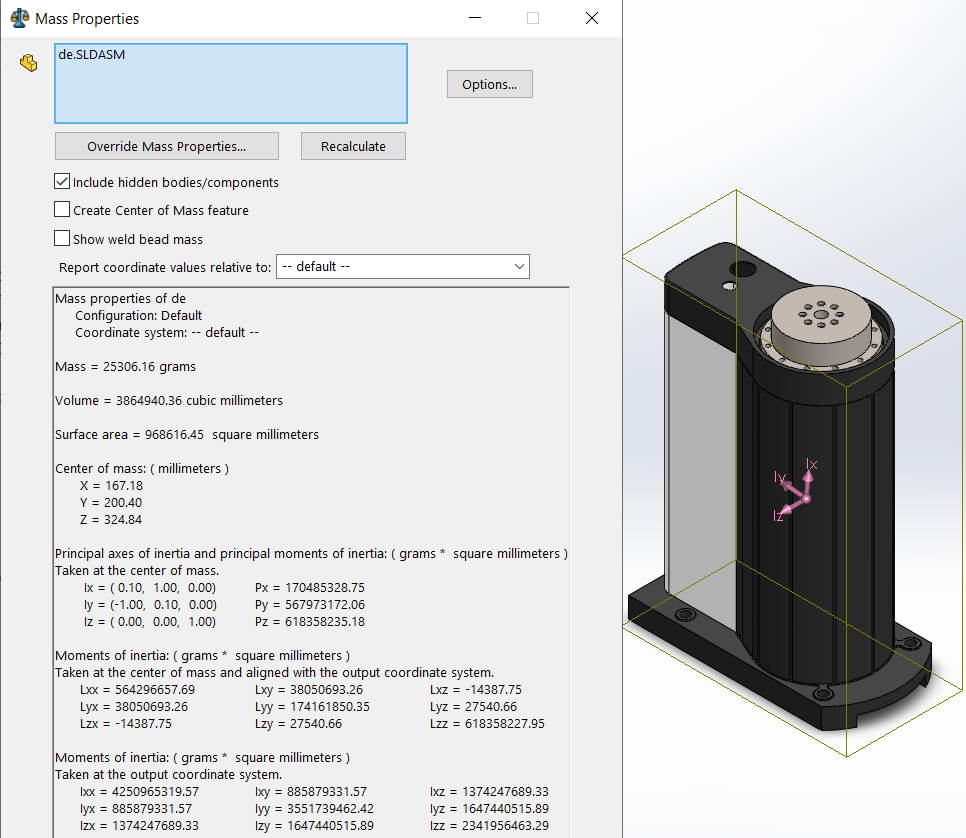 Mass Properties
de.SLDASM
Options...
Override Mass Properties...
Recalculate
Include hidden bodies/components
Create Center of Mass feature
Show weld bead mass
Report coordinate values relative to: -- default --
Mass properties of de
Configuration: Default
Coordinate system: -- default --
Mass = 25306.16 grams
Volume = 3864940.36 cubic millimeters
Surface area = 968616.45 square millimeters
Center of mass: ( millimeters )
X = 167.18
Y = 200.40
Z = 324.84
Principal axes of inertia and principal moments of inertia: ( grams * square millimeters )
Taken at the center of mass.
Ix = ( 0.10, 1.00, 0.00) Px = 170485328.75
Iy = (-1.00, 0.10, 0.00) Py = 567973172.06
Iz = ( 0.00, 0.00, 1.00) Pz = 618358235.18
Moments of inertia: ( grams * square millimeters )
Taken at the center of mass and aligned with the output coordinate system.
Lxx = 564296657.69 Lxy = 38050693.26 Lxz = -14387.75
Lyx = 38050693.26 Lyy = 174161850.35 Lyz = 27540.66
Lzx = -14387.75 Lzy = 27540.66 Lzz = 618358227.95
Moments of inertia: ( grams * square millimeters )
Taken at the output coordinate system.
Ixx = 4250965319.57 Ixy = 885879331.57 Ixz = 1374247689.33
Iyx = 885879331.57 Iyy = 3551739462.42 Iyz = 1647440515.89
Izx = 1374247689.33 Izy = 1647440515.89 Izz = 2341956463.29
Ix
Iy
Iz